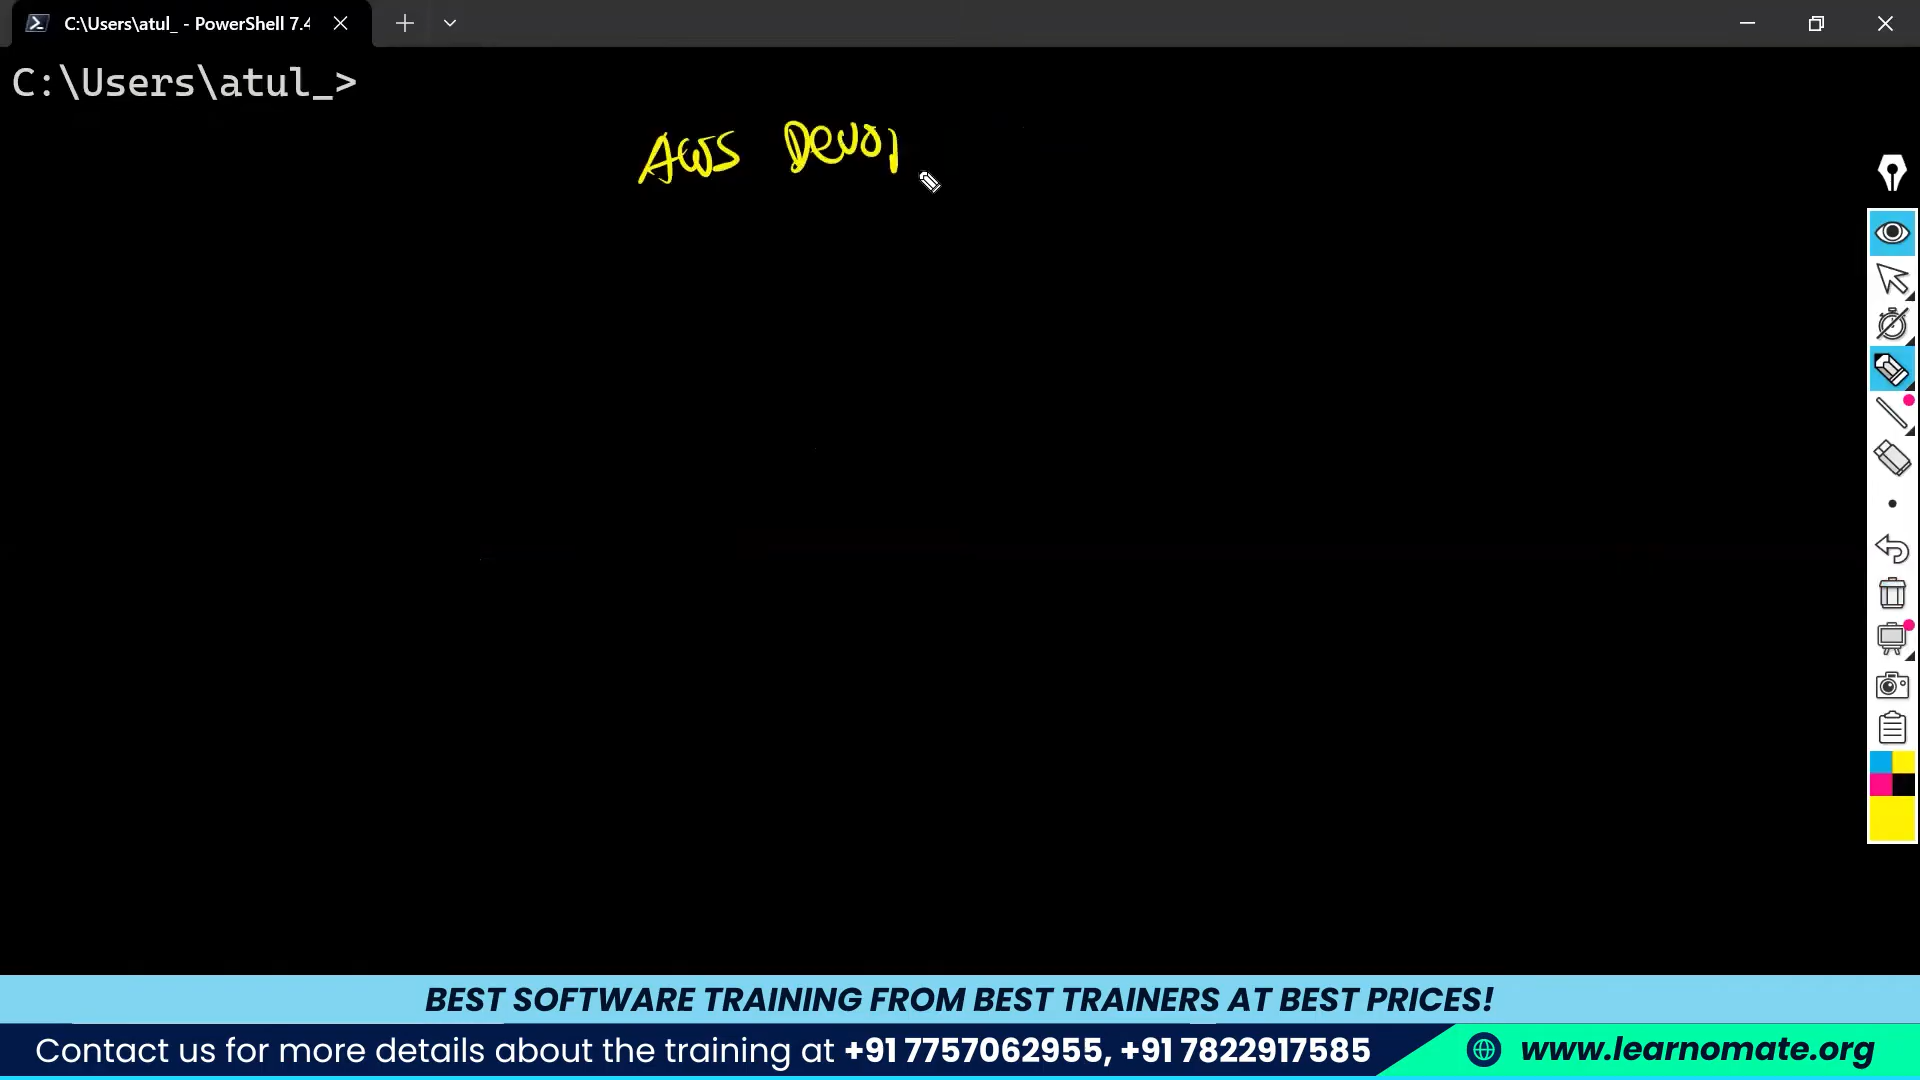 C:\Users\atul_ - PowerShell 7.4
C:\Users\atul_>
AWS Devop
BEST SOFTWARE TRAINING FROM BEST TRAINERS AT BEST PRICES!
Contact us for more details about the training at +91 7757062955, +91 7822917585
www.learnomate.org